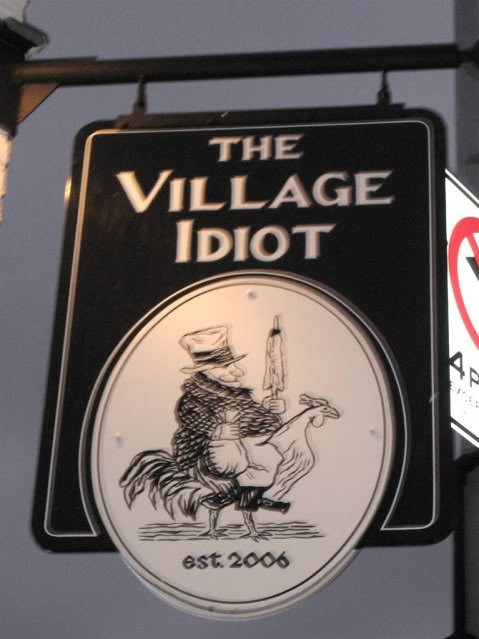 THE
VILLAGE
IDIOT
est. 2006